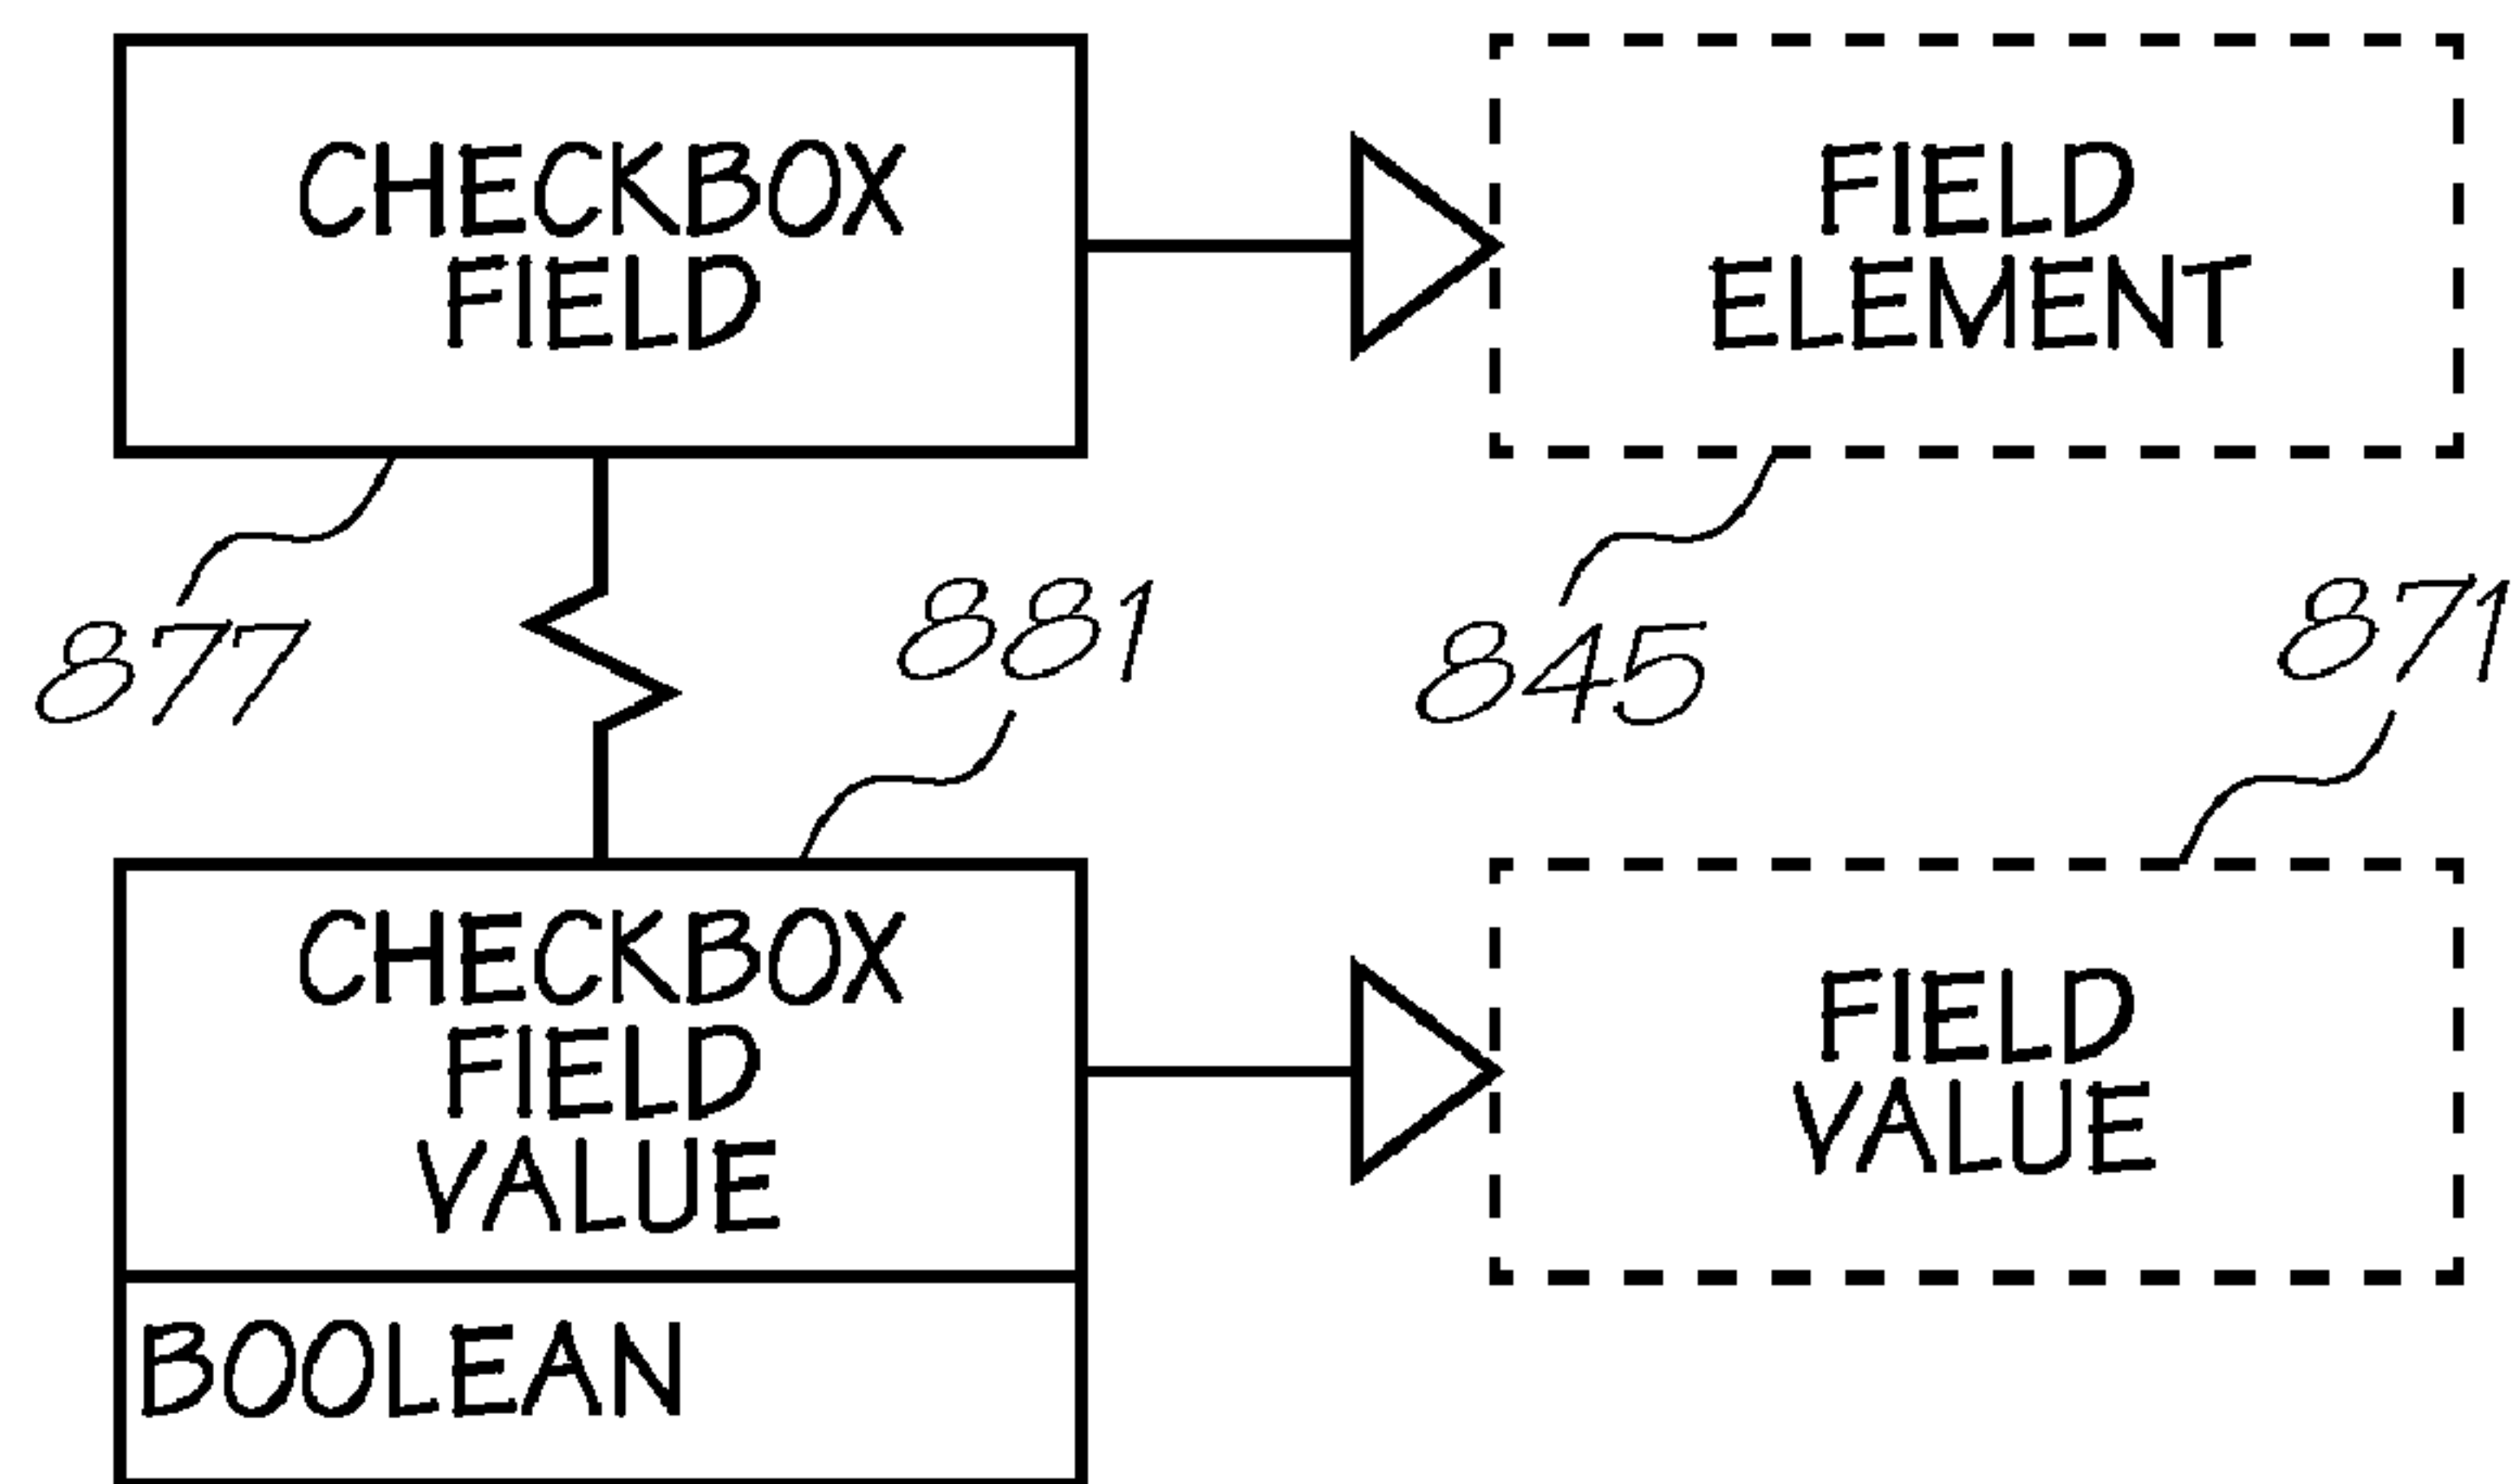 CHECKBOX
FIELD
FIELD
ELEMENT
877
881
845
871
CHECKBOX
FIELD
VALUE
BOOLEAN
FIELD
VALUE